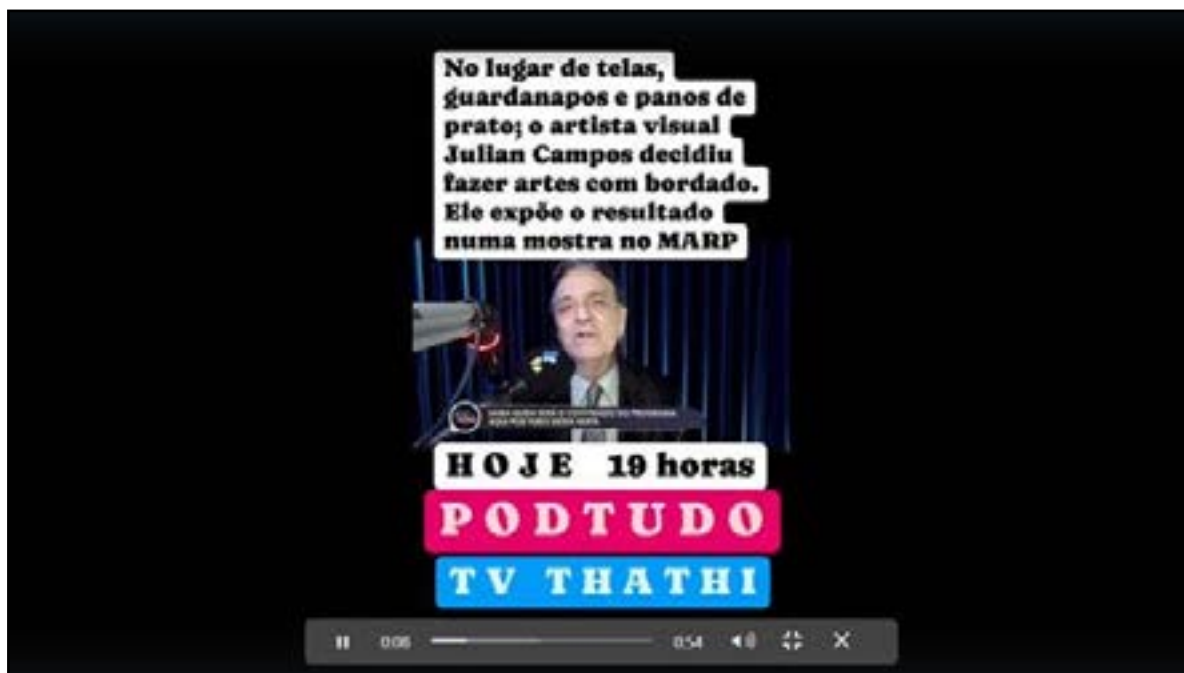 No lugar de telas,
guardanapos e panos de
prato; o artista visual
Julian Campos decidiu
fazer artes com bordado.
Ele expõe o resultado
numa mostra no MARP
HOJE 19 horas
PODTUDO
TV THATHI
0:06
0:54